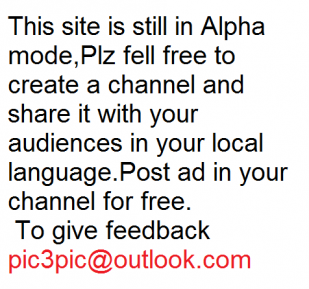 This site is still in Alpha
mode,Plz fell free to
create a channel and
share it with your
audiences in your local
language.Post ad in your
channel for free.
To give feedback
pic3pic@outlook.com